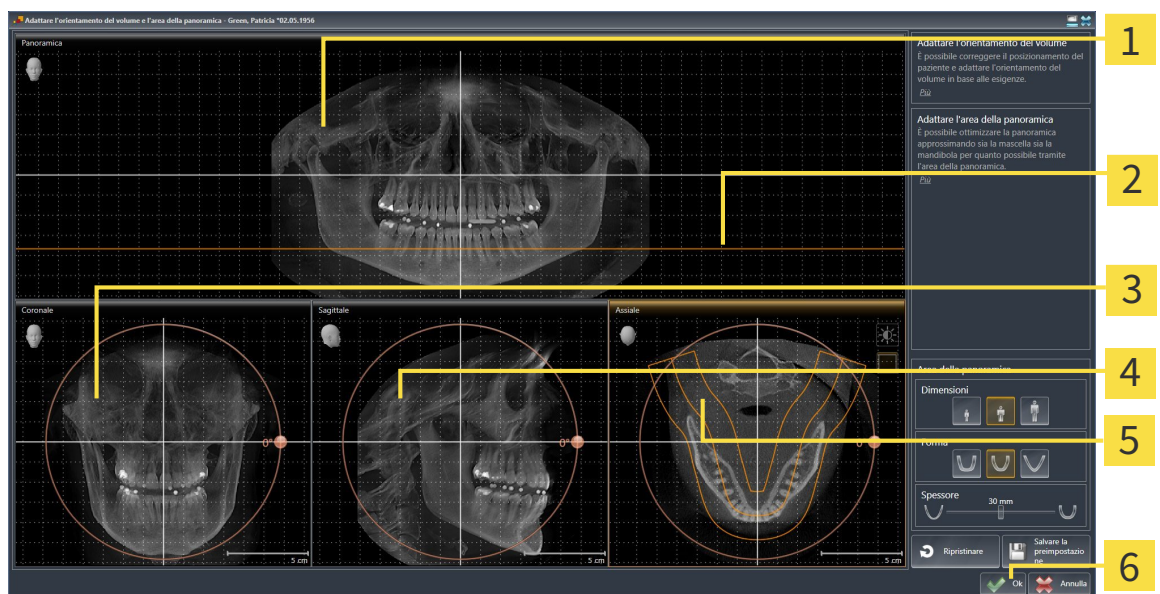 Adattare l'orientamento del volume e l'area della panoramica - Green, Patricia *02.05.1956
Panoramica
Adattare l'orientamento del volume
È possibile correggere il posizionamento del
paziente e adattare l'orientamento del
volume in base alle esigenze.
Più
Adattare l'area della panoramica
È possibile ottimizzare la panoramica
approssimando sia la mascella sia la
mandibola per quanto possibile tramite
l'area della panoramica.
Più
1
2
3
4
5
6
Coronale
0°
5 cm
Sagittale
0°
5 cm
Assiale
0°
5 cm
Area della panoramica
Dimensioni
Forma
Spessore
30 mm
Ripristinare
Salvare la
preimpostazio
ne
Ok
Annulla